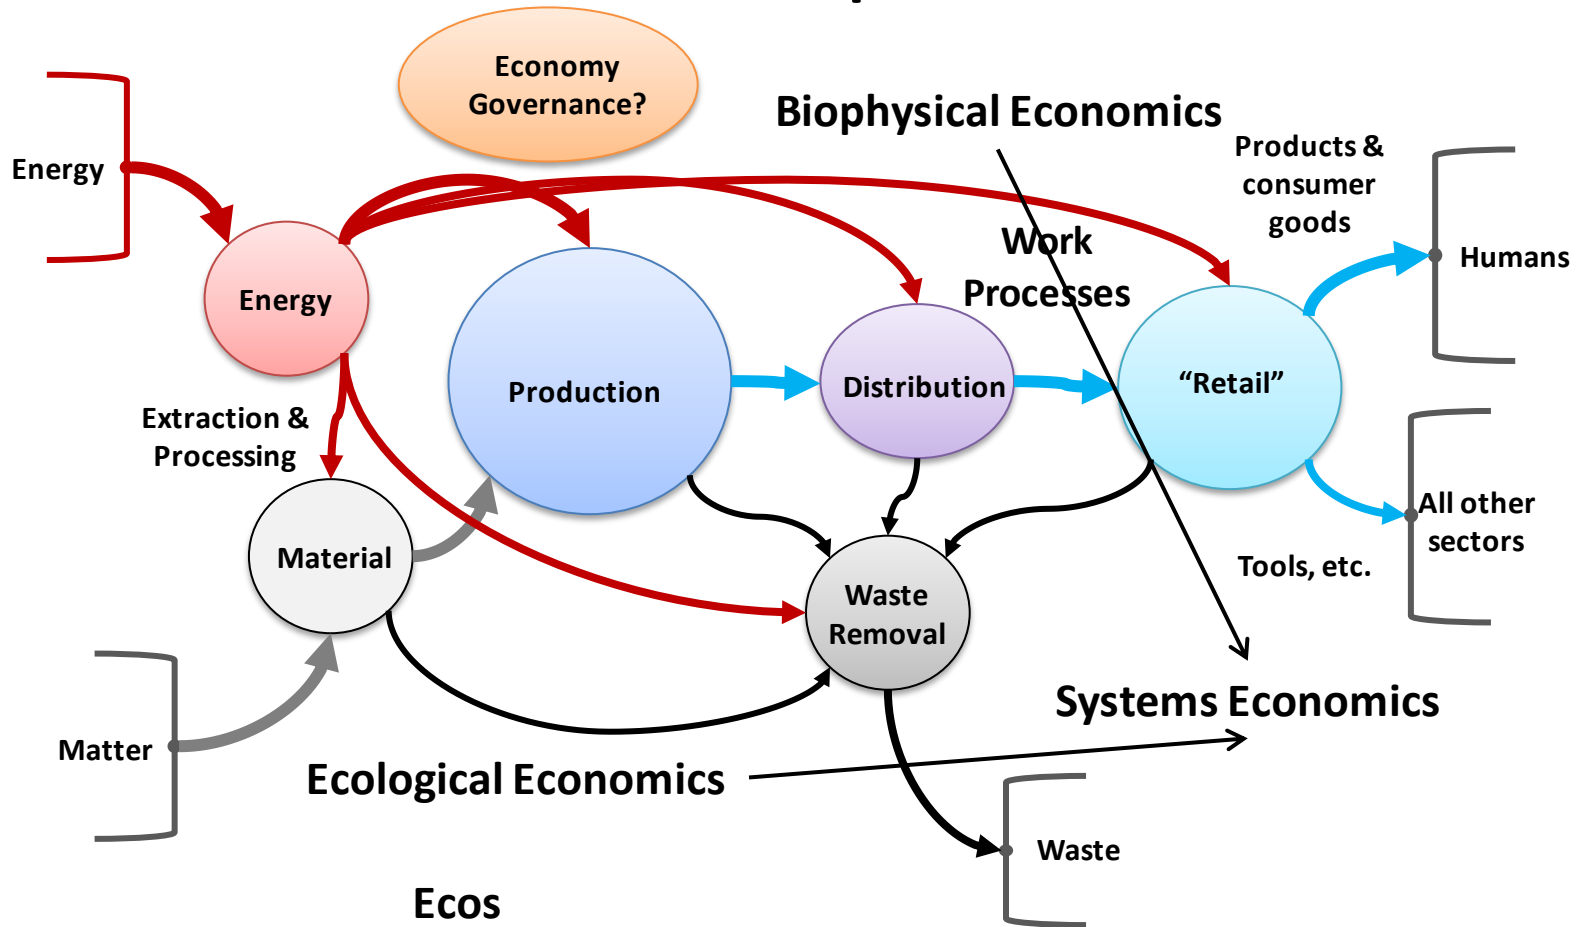 Economy
Governance?
Biophysical Economics
Products &
consumer
goods
Energy
Work
Processes
Humans
Energy
Production
Distribution
“Retail”
Extraction &
Processing
All other
sectors
Material
Tools, etc.
Waste
Removal
Systems Economics
Matter
Ecological Economics
Waste
Ecos